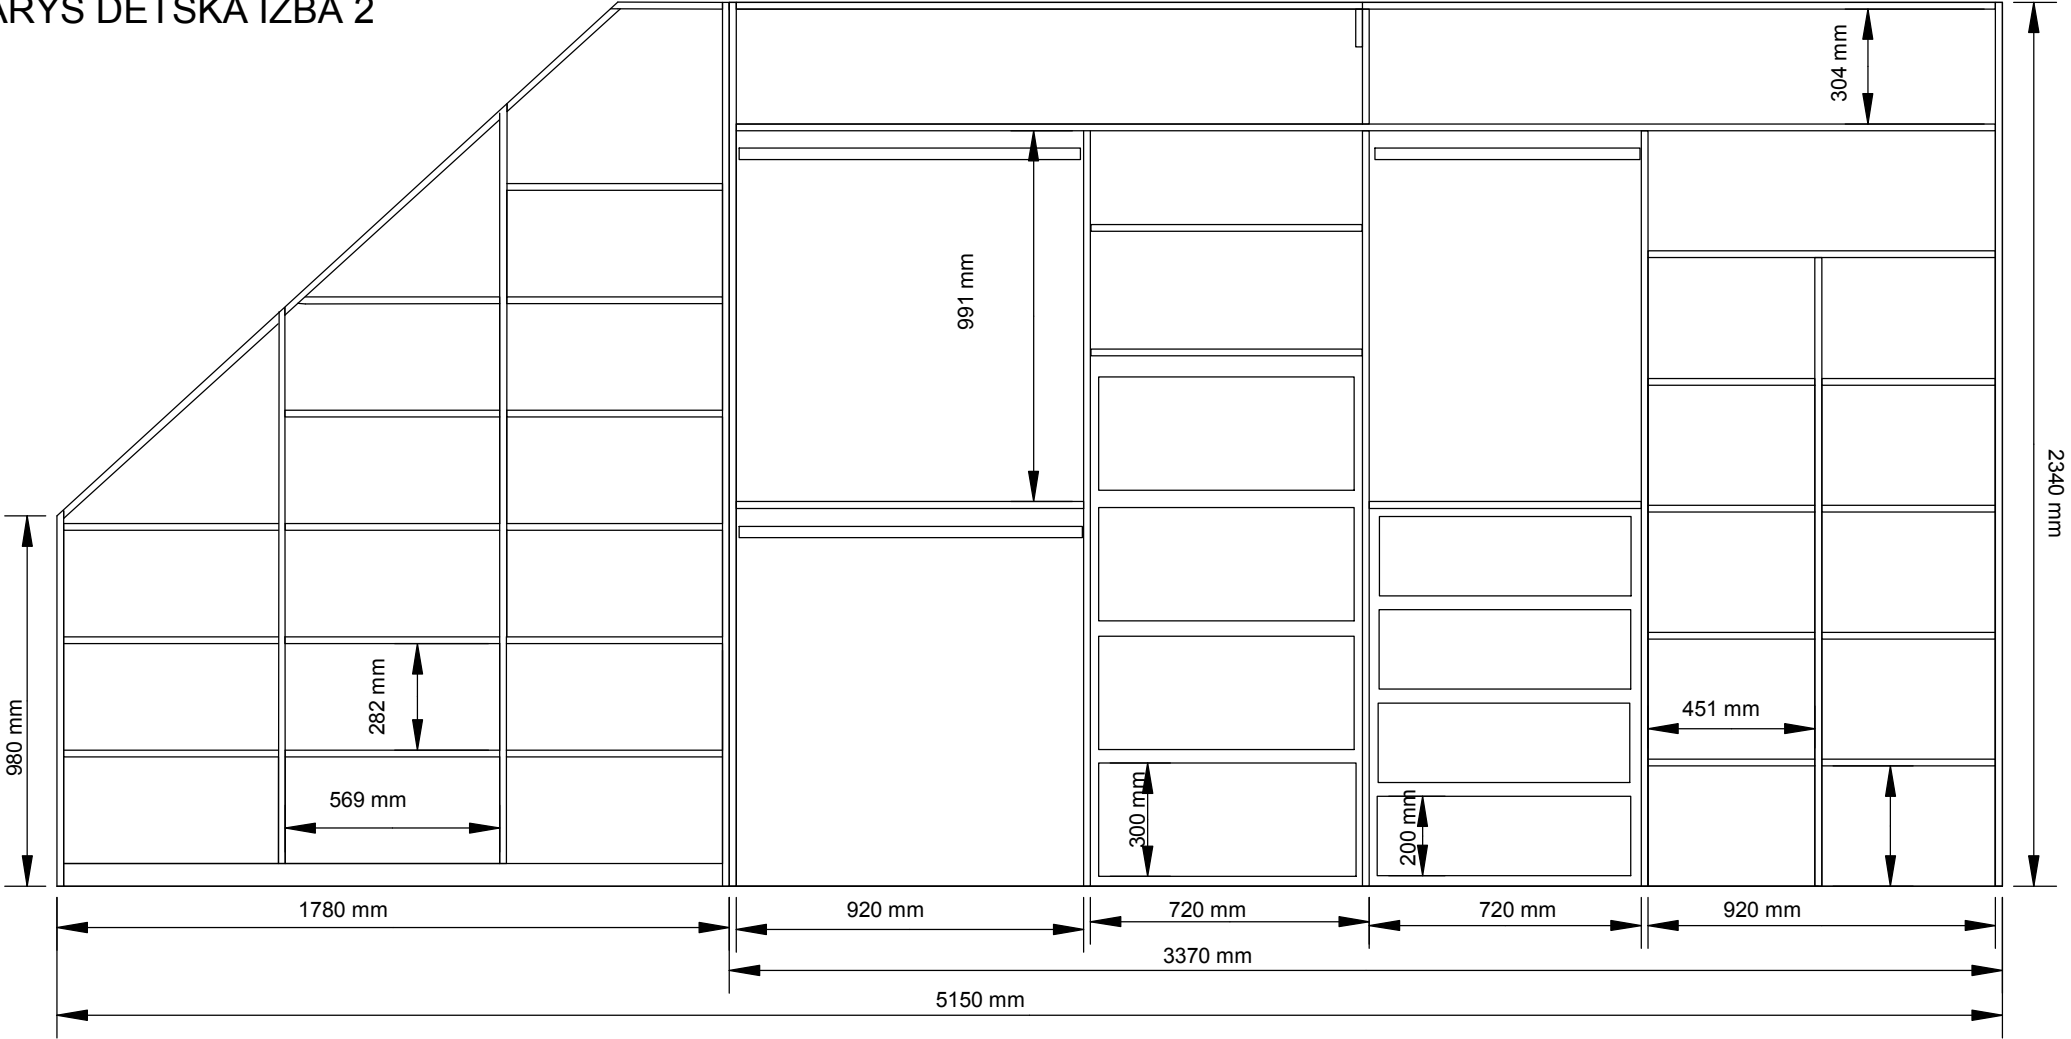 ARYS DETSKA IZBA 2
304 mm
2340 mm
991 mm
980 mm
282 mm
569 mm
451 mm
300 mm
200 mm
1780 mm
920 mm
720 mm
720 mm
920 mm
3370 mm
5150 mm